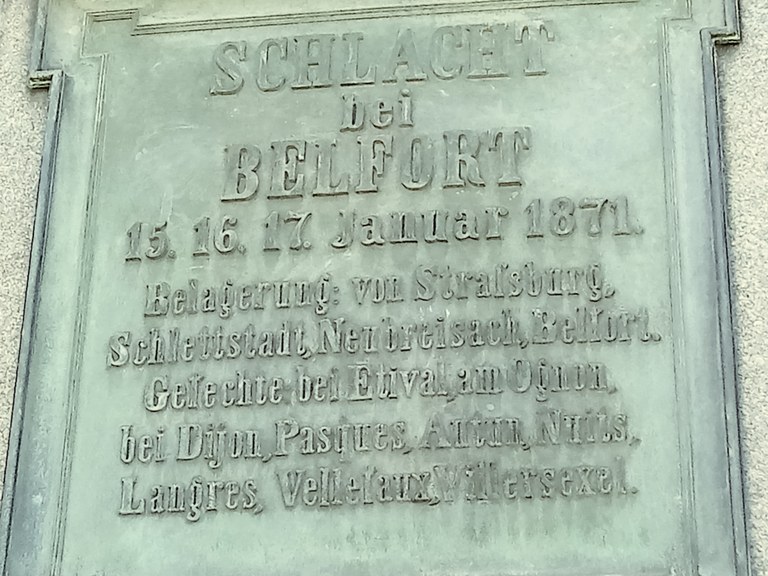 SCHLACHT
bei
BELFORT
15. 16. 17. Januar 1871.
Belagerung: von Straſsburg,
Schlettstadt, Neubreisach, Belfort.
Gefechte bei Etival, am Ognon,
bei Dijon, Pasques, Autun, Nuits,
Langres, Vellefaux, Villersexel.